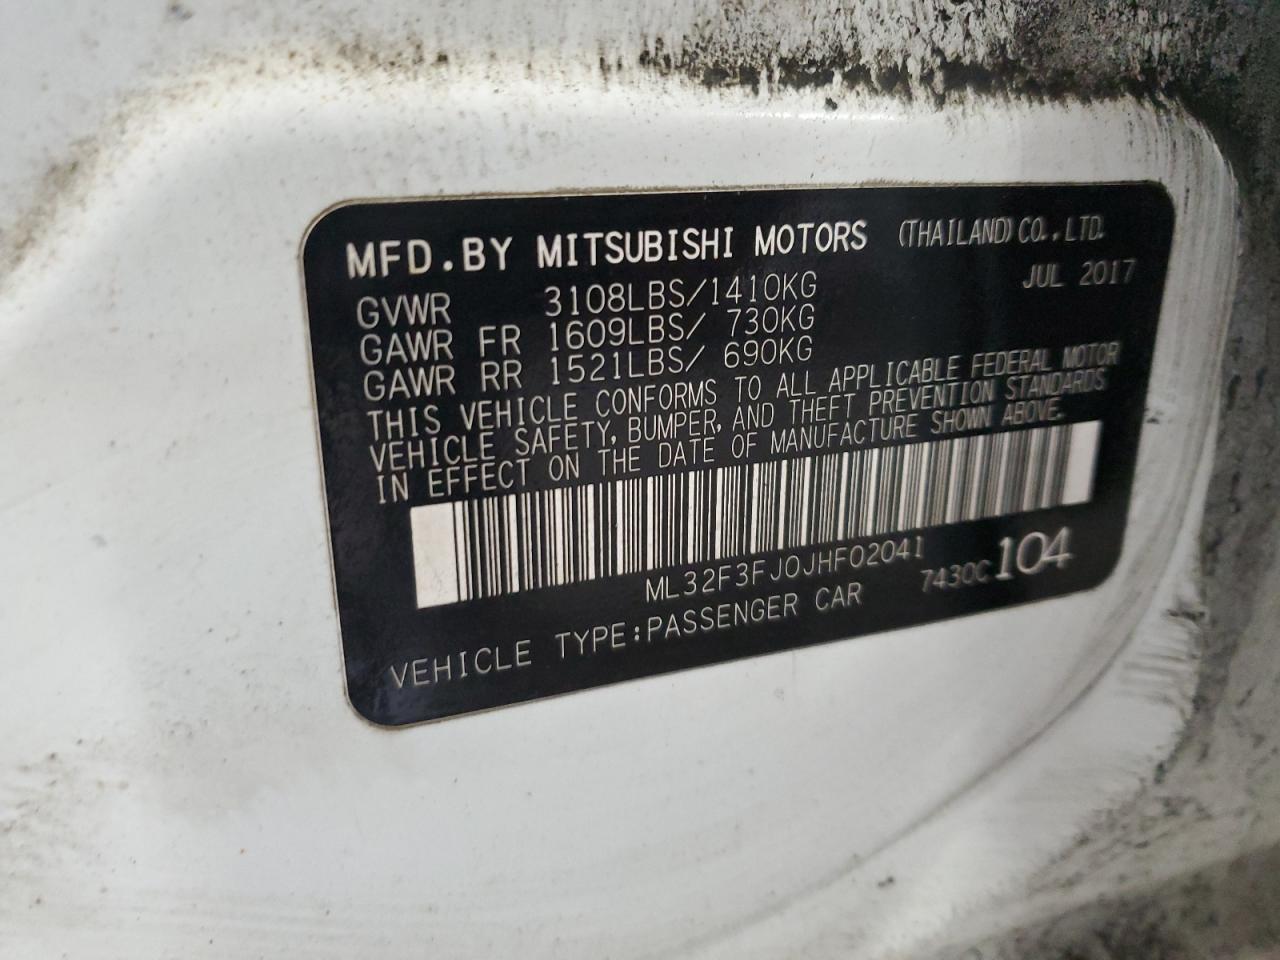 MFD.BY MITSUBISHI MOTORS (THAILAND) CO., LTD.
JUL 2017
GVWR 3108LBS/1410KG
GAWR FR 1609LBS/ 730KG
GAWR RR 1521LBS/ 690KG
THIS VEHICLE CONFORMS TO ALL APPLICABLE FEDERAL MOTOR
VEHICLE SAFETY, BUMPER, AND THEFT PREVENTION STANDARDS
IN EFFECT ON THE DATE OF MANUFACTURE SHOWN ABOVE.
ML32F3FJ0JHF02041
7430C 104
VEHICLE TYPE:PASSENGER CAR